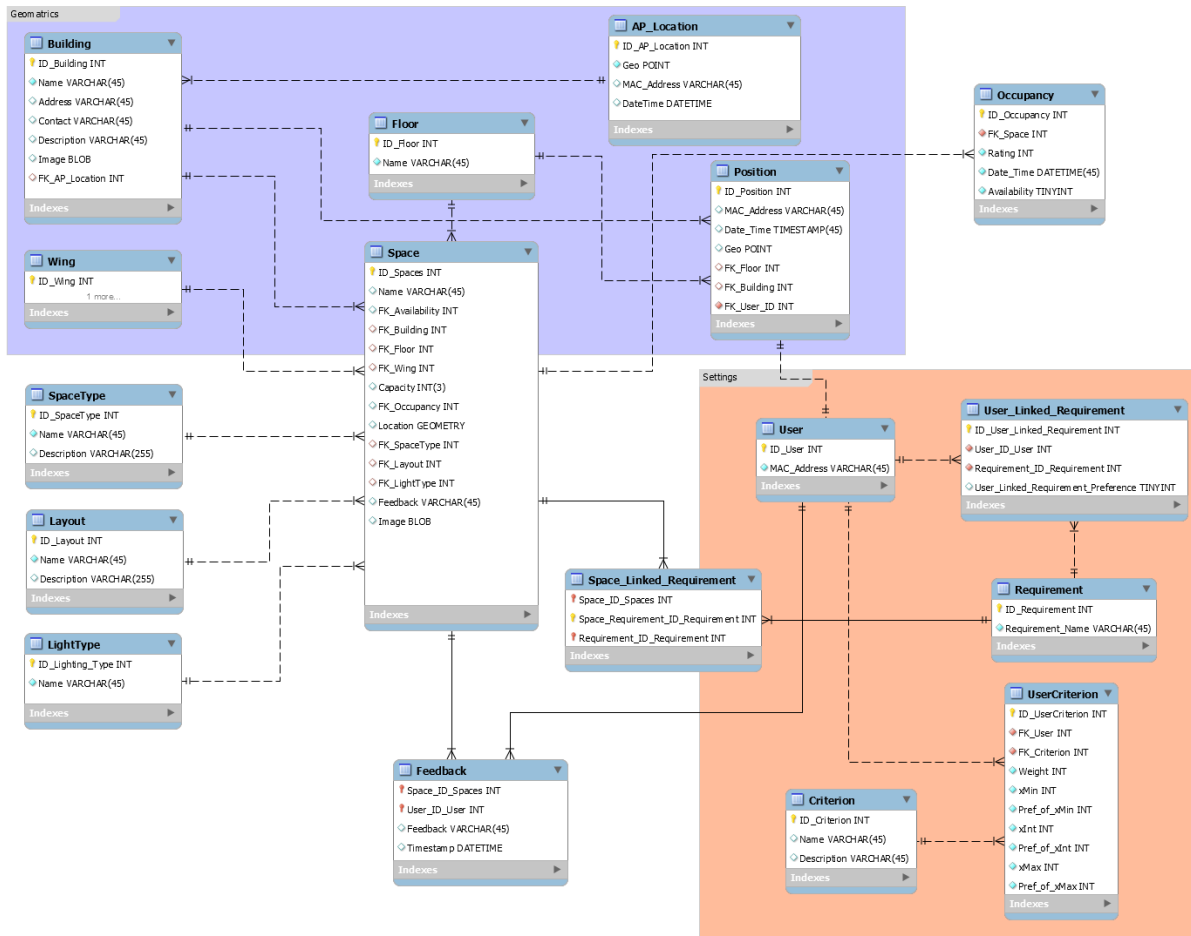 Geomatrics
Building
ID_Building INT
Name VARCHAR(45)
Address VARCHAR(45)
Contact VARCHAR(45)
Description VARCHAR(45)
Image BLOB
FK_AP_Location INT
Indexes
AP_Location
ID_AP_Location INT
Geo POINT
MAC_Address VARCHAR(45)
DateTime DATETIME
Indexes
Floor
ID_Floor INT
Name VARCHAR(45)
Indexes
Occupancy
ID_Occupancy INT
FK_Space INT
Rating INT
Date_Time DATETIME(45)
Availability TINYINT
Indexes
Position
ID_Position INT
MAC_Address VARCHAR(45)
Date_Time TIMESTAMP(45)
Geo POINT
FK_Floor INT
FK_Building INT
FK_User_ID INT
Indexes
Wing
ID_Wing INT
1 more...
Indexes
Space
ID_Spaces INT
Name VARCHAR(45)
FK_Availability INT
FK_Building INT
FK_Floor INT
FK_Wing INT
Capacity INT(3)
FK_Occupancy INT
Location GEOMETRY
FK_SpaceType INT
FK_Layout INT
FK_LightType INT
Feedback VARCHAR(45)
Image BLOB
Indexes
SpaceType
ID_SpaceType INT
Name VARCHAR(45)
Description VARCHAR(255)
Indexes
Layout
ID_Layout INT
Name VARCHAR(45)
Description VARCHAR(255)
Indexes
LightType
ID_Lighting_Type INT
Name VARCHAR(45)
Indexes
Settings
User
ID_User INT
MAC_Address VARCHAR(45)
Indexes
User_Linked_Requirement
ID_User_Linked_Requirement INT
User_ID_User INT
Requirement_ID_Requirement INT
User_Linked_Requirement_Preference TINYINT
Indexes
Space_Linked_Requirement
Space_ID_Spaces INT
Space_Requirement_ID_Requirement INT
Requirement_ID_Requirement INT
Indexes
Requirement
ID_Requirement INT
Requirement_Name VARCHAR(45)
Indexes
UserCriterion
ID_UserCriterion INT
FK_User INT
FK_Criterion INT
Weight INT
xMin INT
Pref_of_xMin INT
xInt INT
Pref_of_xInt INT
xMax INT
Pref_of_xMax INT
Indexes
Feedback
Space_ID_Spaces INT
User_ID_User INT
Feedback VARCHAR(45)
Timestamp DATETIME
Indexes
Criterion
ID_Criterion INT
Name VARCHAR(45)
Description VARCHAR(45)
Indexes